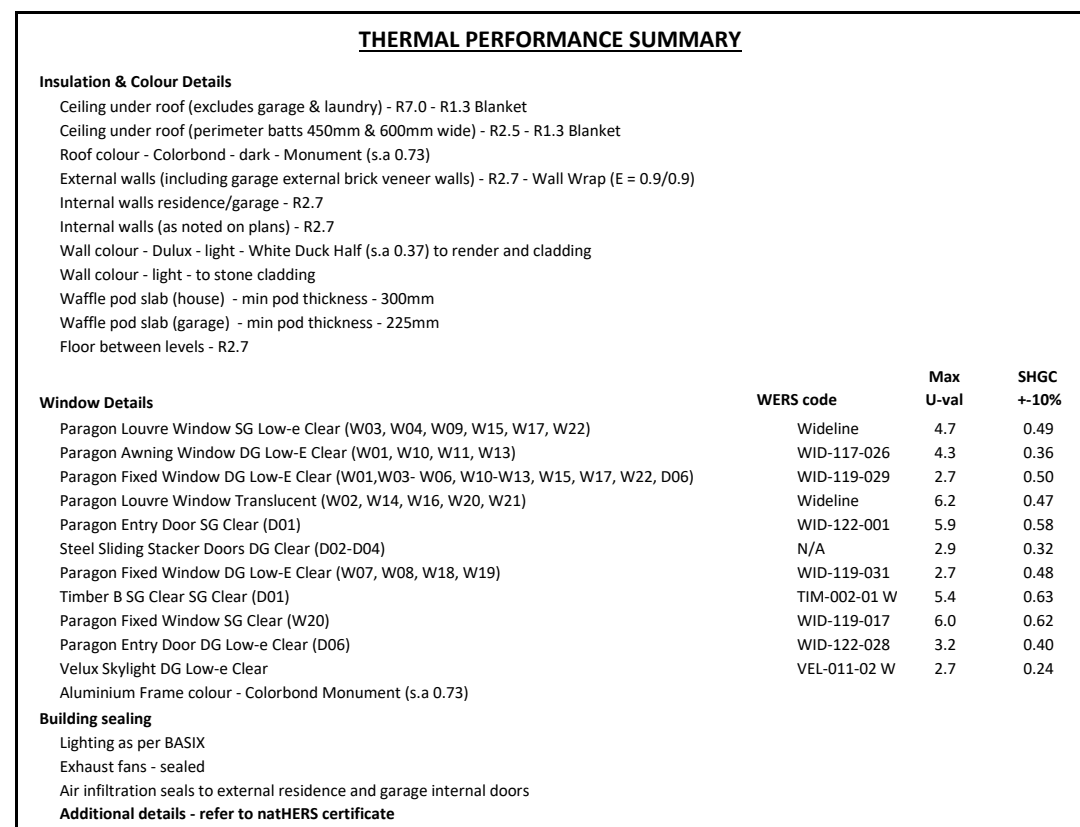 THERMAL PERFORMANCE SUMMARY
Insulation & Colour Details
Ceiling under roof (excludes garage & laundry) - R7.0 - R1.3 Blanket
Ceiling under roof (perimeter batts 450mm & 600mm wide) - R2.5 - R1.3 Blanket
Roof colour - Colorbond - dark - Monument (s.a 0.73)
External walls (including garage external brick veneer walls) - R2.7 - Wall Wrap (E = 0.9/0.9)
Internal walls residence/garage - R2.7
Internal walls (as noted on plans) - R2.7
Wall colour - Dulux - light - White Duck Half (s.a 0.37) to render and cladding
Wall colour - light - to stone cladding
Waffle pod slab (house)  - min pod thickness - 300mm
Waffle pod slab (garage)  - min pod thickness - 225mm
Floor between levels - R2.7
Max SHGC
Window Details WERS code U-val +-10%
Paragon Louvre Window SG Low-e Clear (W03, W04, W09, W15, W17, W22) Wideline 4.7 0.49
Paragon Awning Window DG Low-E Clear (W01, W10, W11, W13) WID-117-026 4.3 0.36
Paragon Fixed Window DG Low-E Clear (W01,W03- W06, W10-W13, W15, W17, W22, D06) WID-119-029 2.7 0.50
Paragon Louvre Window Translucent (W02, W14, W16, W20, W21) Wideline 6.2 0.47
Paragon Entry Door SG Clear (D01) WID-122-001 5.9 0.58
Steel Sliding Stacker Doors DG Clear (D02-D04) N/A 2.9 0.32
Paragon Fixed Window DG Low-E Clear (W07, W08, W18, W19) WID-119-031 2.7 0.48
Timber B SG Clear SG Clear (D01) TIM-002-01 W 5.4 0.63
Paragon Fixed Window SG Clear (W20) WID-119-017 6.0 0.62
Paragon Entry Door DG Low-e Clear (D06) WID-122-028 3.2 0.40
Velux Skylight DG Low-e Clear VEL-011-02 W 2.7 0.24
Aluminium Frame colour - Colorbond Monument (s.a 0.73)
Building sealing
Lighting as per BASIX
Exhaust fans - sealed
Air infiltration seals to external residence and garage internal doors
Additional details - refer to natHERS certificate